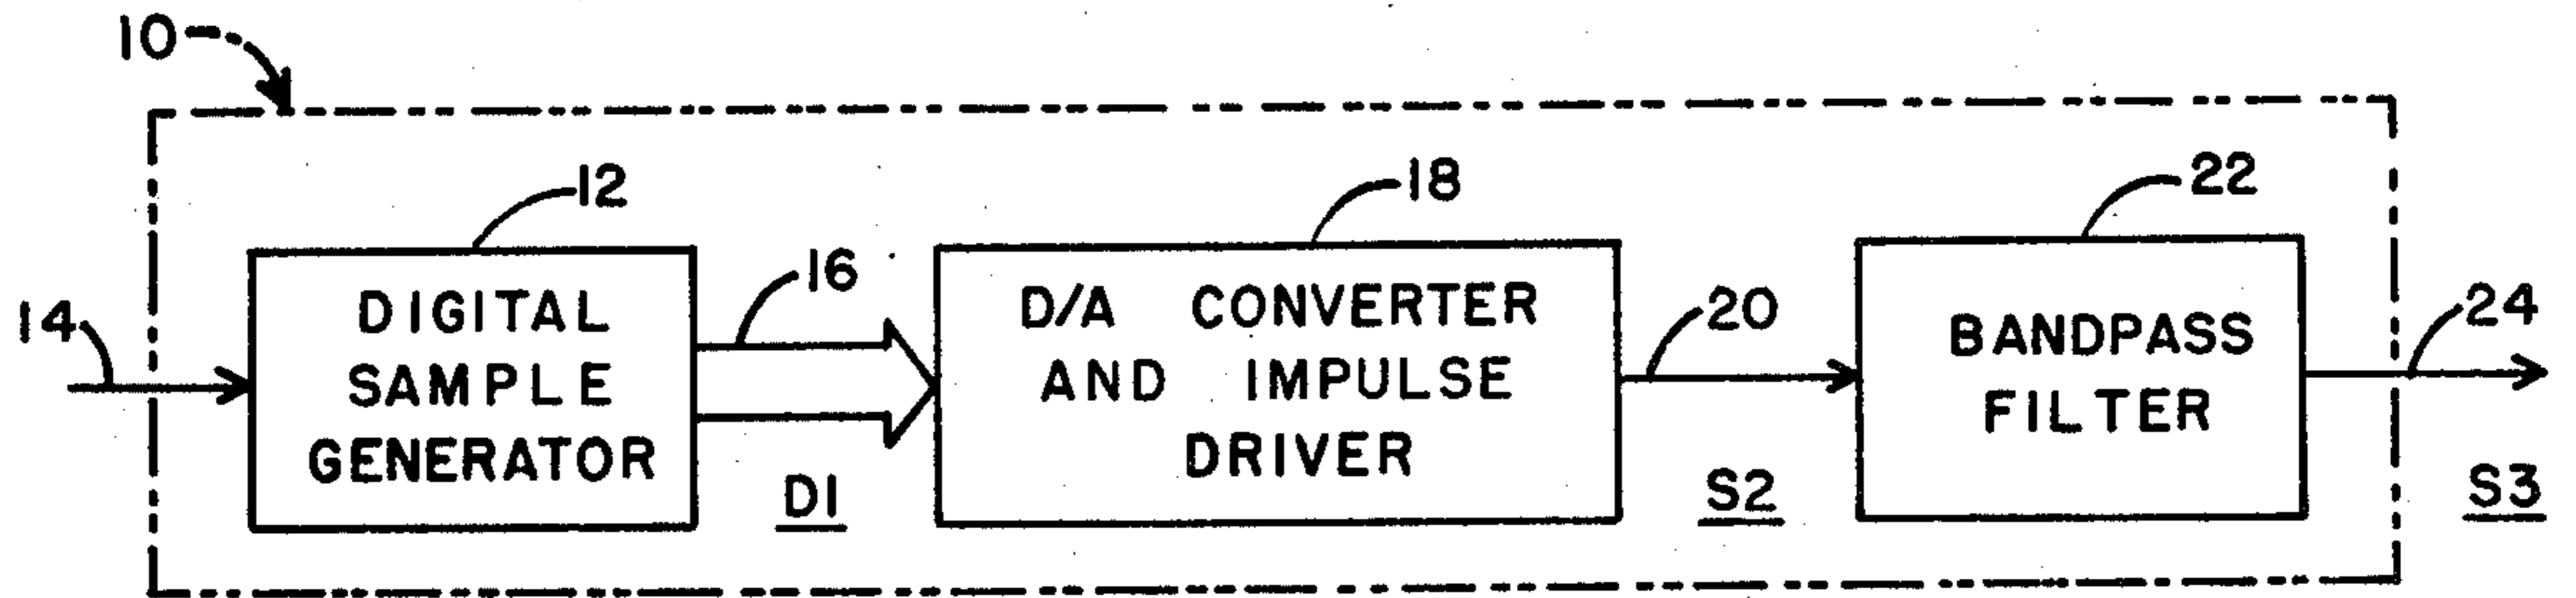 10
12
18
22
14
16
20
24
DIGITAL
SAMPLE
GENERATOR
D/A CONVERTER
AND IMPULSE
DRIVER
BANDPASS
FILTER
D1
S2
S3